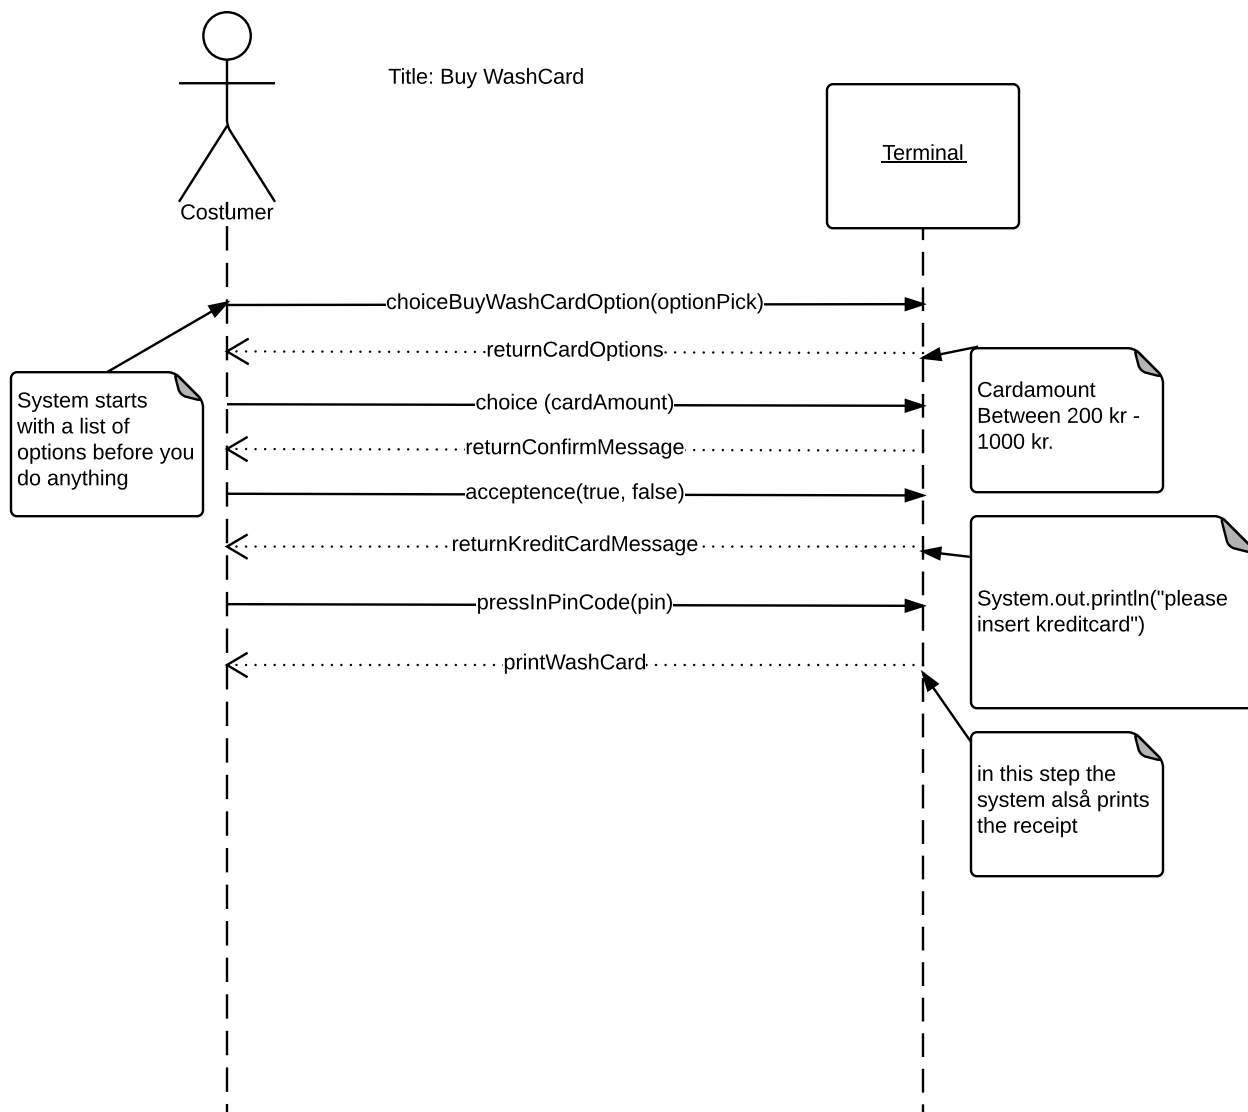 Title: Buy WashCard
Terminal
Costumer
choiceBuyWashCardOption(optionPick)
returnCardOptions
System starts
with a list of
options before you
do anything
Cardamount
Between 200 kr -
1000 kr.
choice (cardAmount)
returnConfirmMessage
acceptence(true, false)
returnKreditCardMessage
System.out.println("please
insert kreditcard")
pressInPinCode(pin)
printWashCard
in this step the
system alså prints
the receipt